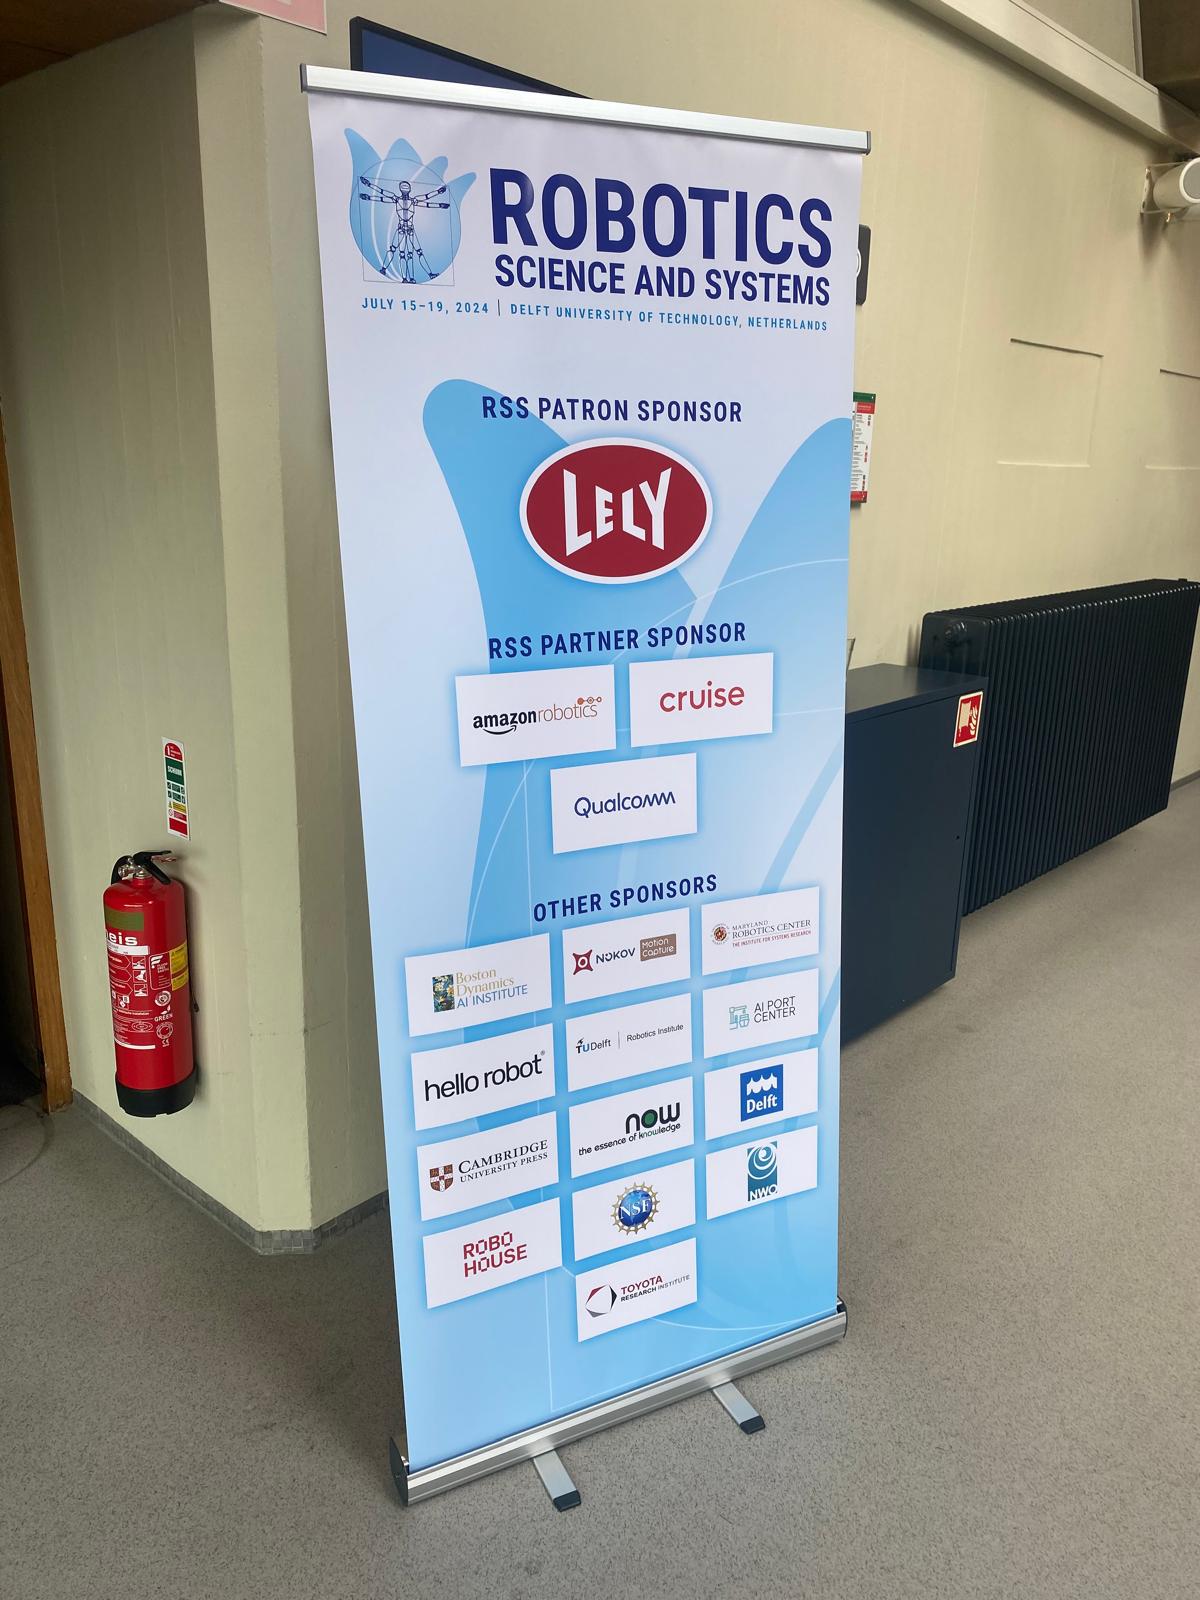 ROBOTICS
SCIENCE AND SYSTEMS
JULY 15–19, 2024 | DELFT UNIVERSITY OF TECHNOLOGY, NETHERLANDS
RSS PATRON SPONSOR
LELY
RSS PARTNER SPONSOR
amazonrobotics
cruise
Qualcomm
OTHER SPONSORS
Boston
Dynamics
AI INSTITUTE
NOKOV Motion
Capture
MARYLAND
ROBOTICS CENTER
THE INSTITUTE FOR SYSTEMS RESEARCH
hello robot®
TUDelft | Robotics Institute
AI PORT
CENTER
CAMBRIDGE
UNIVERSITY PRESS
now
the essence of knowledge
Delft
ROBO
HOUSE
NSF
NWO
TOYOTA
RESEARCH INSTITUTE
SCHUIM
eis
GREEN